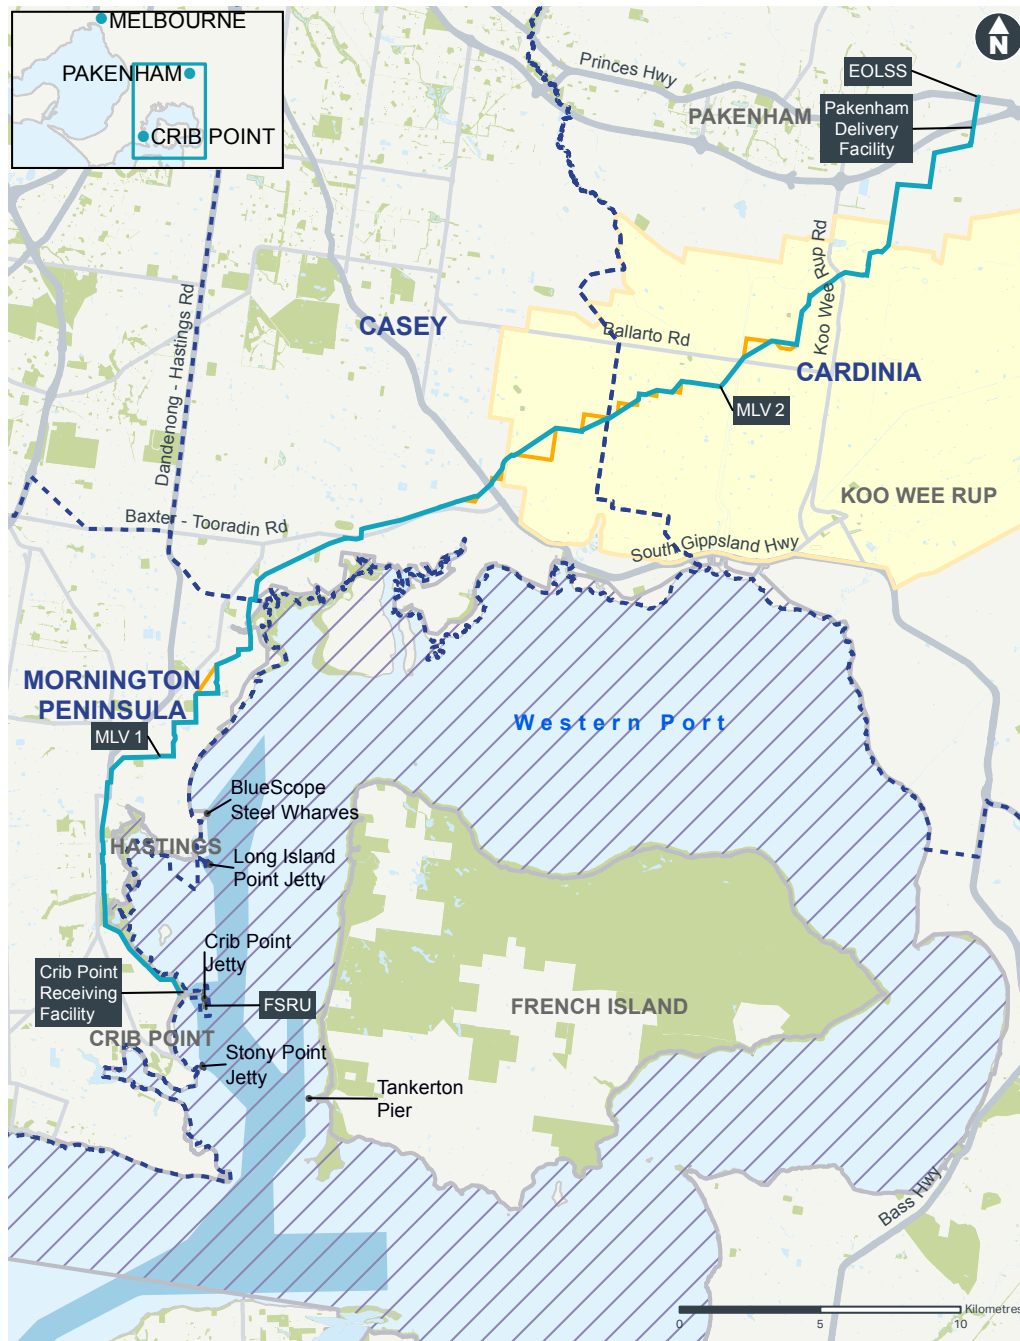 MELBOURNE
PAKENHAM
CRIB POINT
N
Princes Hwy
EOLSS
PAKENHAM
Pakenham
Delivery
Facility
Koo Wee Rup Rd
Dandenong - Hastings Rd
CASEY
Ballarto Rd
CARDINIA
MLV 2
KOO WEE RUP
Baxter - Tooradin Rd
South Gippsland Hwy
MORNINGTON
PENINSULA
Western Port
MLV 1
BlueScope
Steel Wharves
HASTINGS
Long Island
Point Jetty
Crib Point
Jetty
Crib Point
Receiving
Facility
FSRU
FRENCH ISLAND
CRIB POINT
Stony Point
Jetty
Tankerton
Pier
Bass Hwy
Kilometres
0 5 10